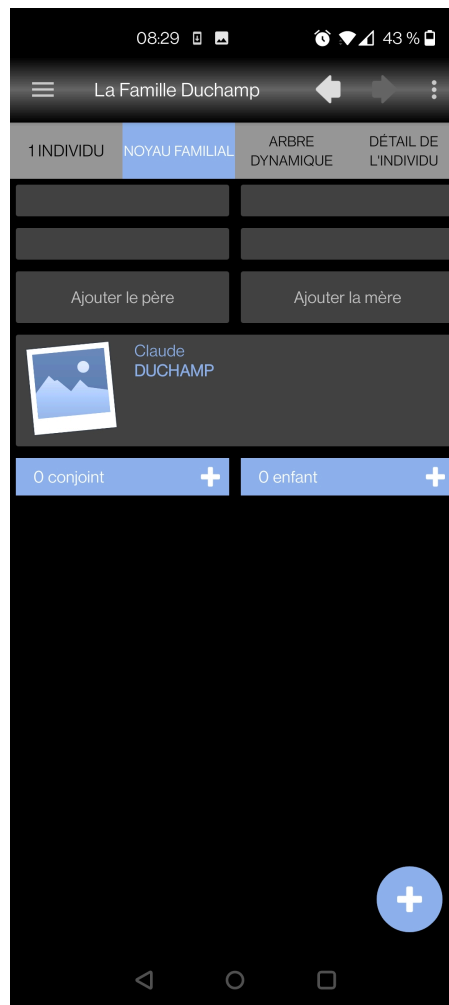 08:29 43 %
La Famille Duchamp
1 INDIVIDU
NOYAU FAMILIAL
ARBRE
DYNAMIQUE
DÉTAIL DE
L'INDIVIDU
Ajouter le père
Ajouter la mère
Claude
DUCHAMP
0 conjoint
0 enfant